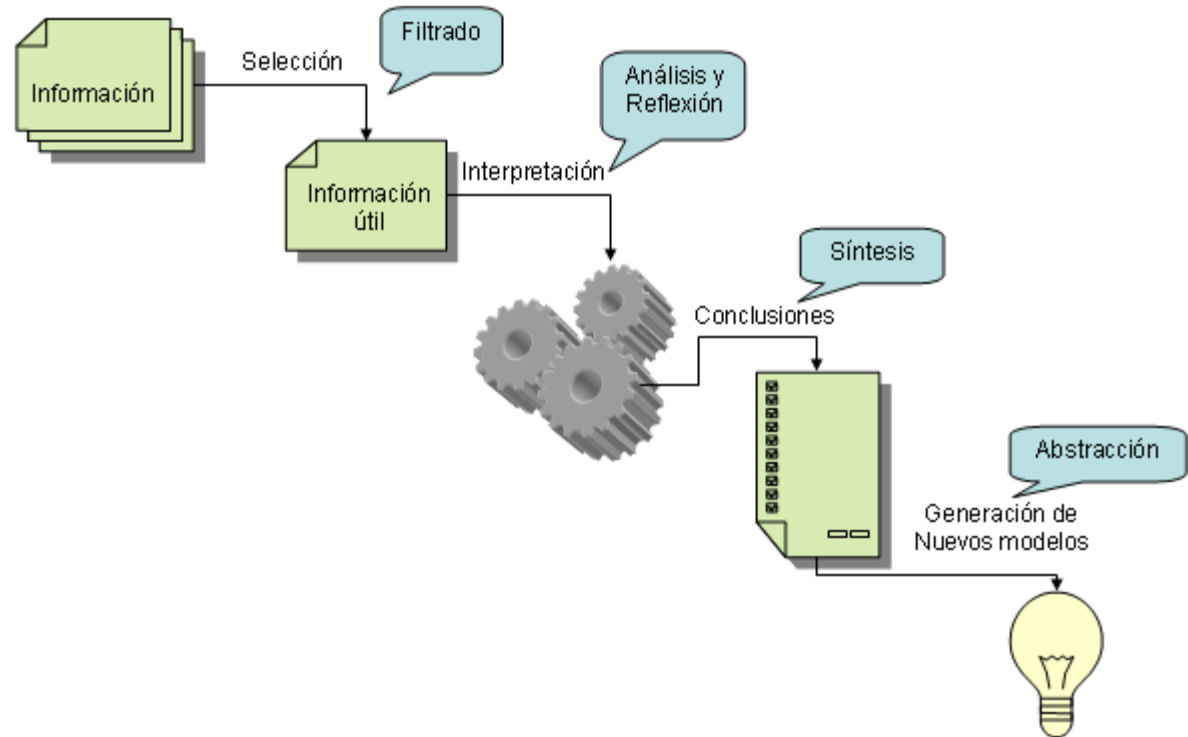 Filtrado
Selección
Información
Análisis y
Reflexión
Interpretación
Información
útil
Síntesis
Conclusiones
Abstracción
Generación de
Nuevos modelos